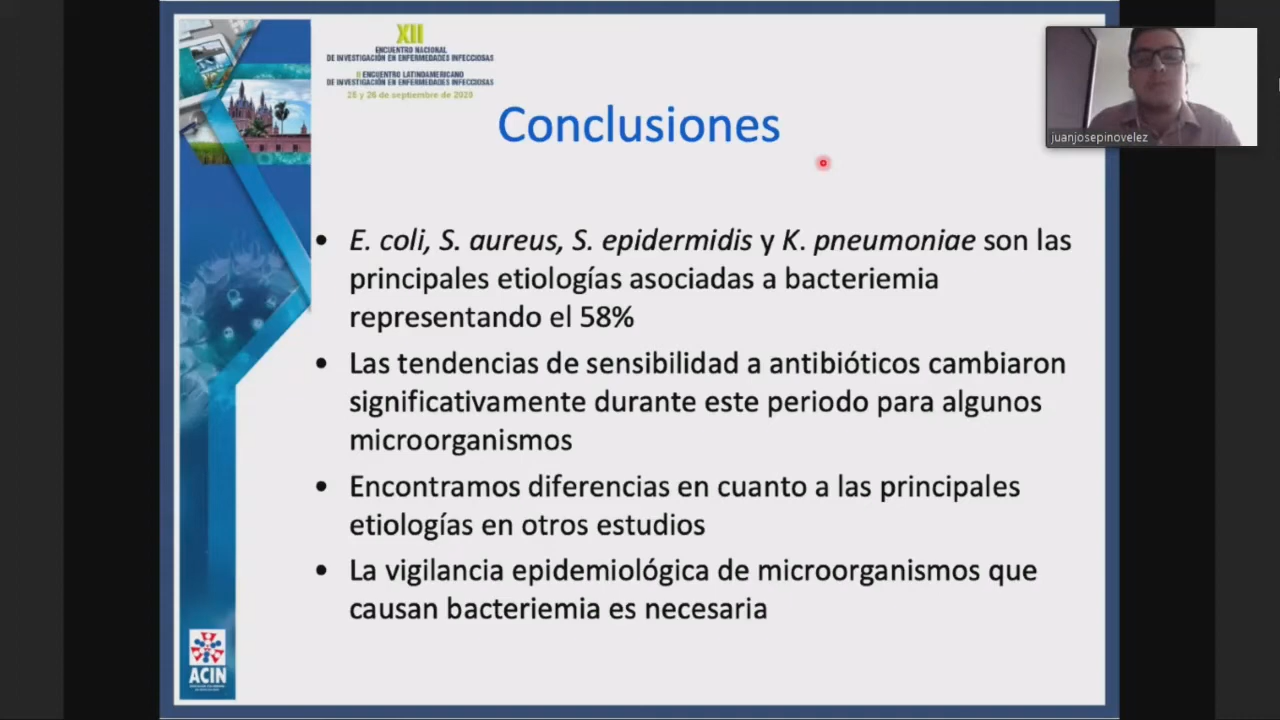 XII
ENCUENTRO NACIONAL
DE INVESTIGACIÓN EN ENFERMEDADES INFECCIOSAS
II ENCUENTRO LATINOAMERICANO
DE INVESTIGACIÓN EN ENFERMEDADES INFECCIOSAS
25 y 26 de septiembre de 2020
Conclusiones
juanjosepinovelez
• E. coli, S. aureus, S. epidermidis y K. pneumoniae son las
principales etiologías asociadas a bacteriemia
representando el 58%
• Las tendencias de sensibilidad a antibióticos cambiaron
significativamente durante este periodo para algunos
microorganismos
• Encontramos diferencias en cuanto a las principales
etiologías en otros estudios
• La vigilancia epidemiológica de microorganismos que
causan bacteriemia es necesaria
ACIN